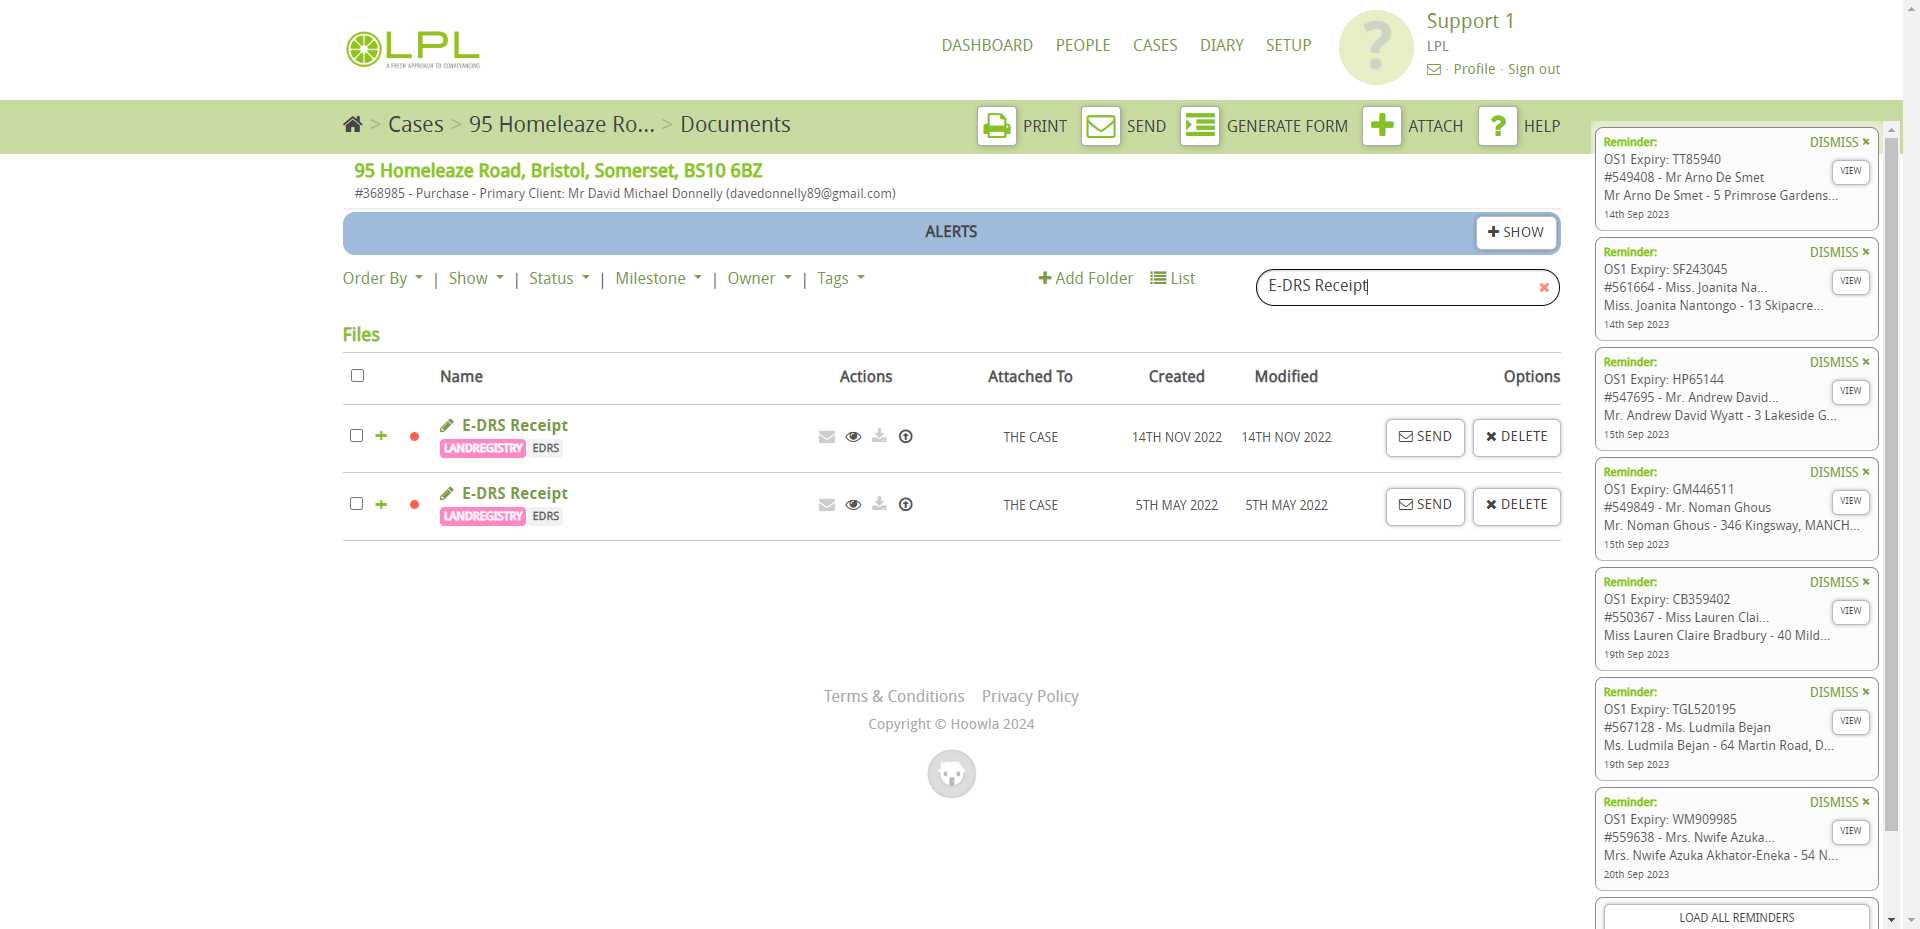 LPL
A FRESH APPROACH TO CONVEYANCING
DASHBOARD PEOPLE CASES DIARY SETUP
?
Support 1
LPL
· Profile · Sign out
> Cases > 95 Homeleaze Ro... > Documents
PRINT SEND GENERATE FORM ATTACH ? HELP
95 Homeleaze Road, Bristol, Somerset, BS10 6BZ
#368985 - Purchase - Primary Client: Mr David Michael Donnelly (davedonnelly89@gmail.com)
ALERTS
SHOW
Order By | Show | Status | Milestone | Owner | Tags
Add Folder List
E-DRS Receipt
Files
Name Actions Attached To Created Modified Options
E-DRS Receipt
LANDREGISTRY EDRS
THE CASE 14TH NOV 2022 14TH NOV 2022 SEND DELETE
E-DRS Receipt
LANDREGISTRY EDRS
THE CASE 5TH MAY 2022 5TH MAY 2022 SEND DELETE
Terms & Conditions Privacy Policy
Copyright © Hoowla 2024
Reminder: DISMISS
OS1 Expiry: TT85940
#549408 - Mr Arno De Smet
VIEW
Mr Arno De Smet - 5 Primrose Gardens...
14th Sep 2023
Reminder: DISMISS
OS1 Expiry: SF243045
#561664 - Miss. Joanita Na...
VIEW
Miss. Joanita Nantongo - 13 Skipacre...
14th Sep 2023
Reminder: DISMISS
OS1 Expiry: HP65144
#547695 - Mr. Andrew David...
VIEW
Mr. Andrew David Wyatt - 3 Lakeside G...
15th Sep 2023
Reminder: DISMISS
OS1 Expiry: GM446511
#549849 - Mr. Noman Ghous
VIEW
Mr. Noman Ghous - 346 Kingsway, MANCH...
15th Sep 2023
Reminder: DISMISS
OS1 Expiry: CB359402
#550367 - Miss Lauren Clai...
VIEW
Miss Lauren Claire Bradbury - 40 Mild...
19th Sep 2023
Reminder: DISMISS
OS1 Expiry: TGL520195
#567128 - Ms. Ludmila Bejan
VIEW
Ms. Ludmila Bejan - 64 Martin Road, D...
19th Sep 2023
Reminder: DISMISS
OS1 Expiry: WM909985
#559638 - Mrs. Nwife Azuka...
VIEW
Mrs. Nwife Azuka Akhator-Eneka - 54 N...
20th Sep 2023
LOAD ALL REMINDERS